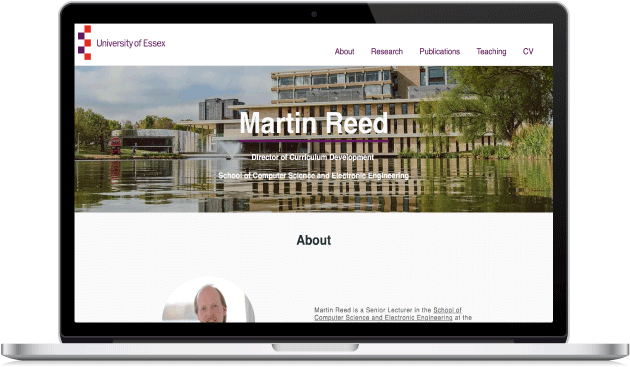 University of Essex
About Research Publications Teaching CV
Martin Reed
Director of Curriculum Development
School of Computer Science and Electronic Engineering
About
Martin Reed is a Senior Lecturer in the School of
Computer Science and Electronic Engineering at the